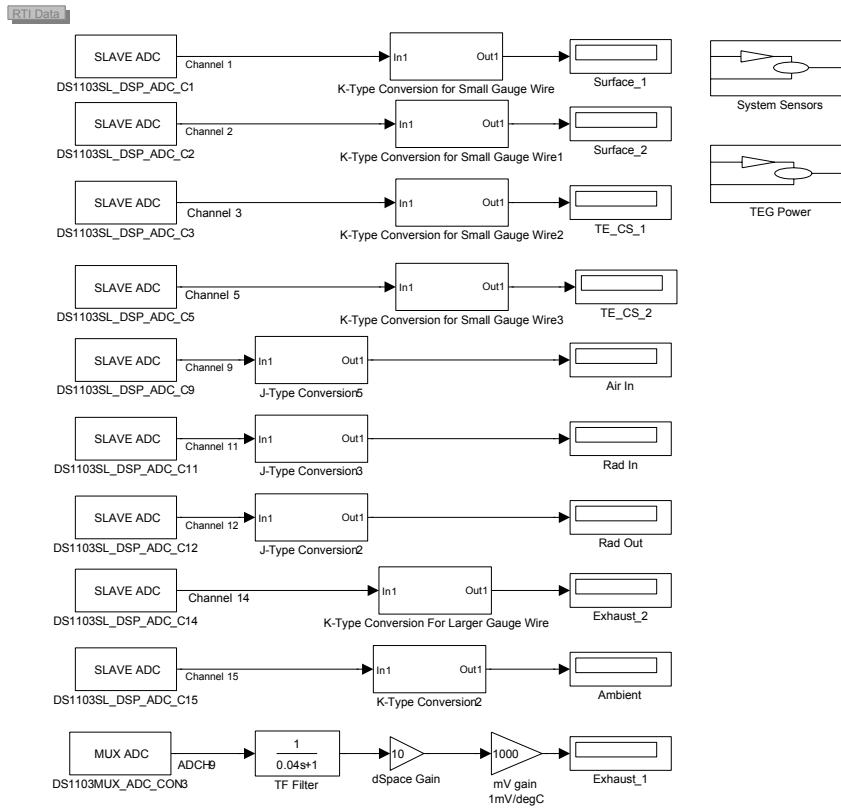 RTI Data
SLAVE ADC
Channel 1
In1
Out1
DS1103SL_DSP_ADC_C1
K-Type Conversion for Small Gauge Wire
Surface_1
System Sensors
SLAVE ADC
Channel 2
In1
Out1
DS1103SL_DSP_ADC_C2
K-Type Conversion for Small Gauge Wire1
Surface_2
SLAVE ADC
Channel 3
In1
Out1
DS1103SL_DSP_ADC_C3
K-Type Conversion for Small Gauge Wire2
TE_CS_1
TEG Power
SLAVE ADC
Channel 5
In1
Out1
DS1103SL_DSP_ADC_C5
K-Type Conversion for Small Gauge Wire3
TE_CS_2
SLAVE ADC
Channel 9
In1
Out1
DS1103SL_DSP_ADC_C9
J-Type Conversion5
Air In
SLAVE ADC
Channel 11
In1
Out1
DS1103SL_DSP_ADC_C11
J-Type Conversion3
Rad In
SLAVE ADC
Channel 12
In1
Out1
DS1103SL_DSP_ADC_C12
J-Type Conversion2
Rad Out
SLAVE ADC
Channel 14
In1
Out1
DS1103SL_DSP_ADC_C14
K-Type Conversion For Larger Gauge Wire
Exhaust_2
SLAVE ADC
Channel 15
In1
Out1
DS1103SL_DSP_ADC_C15
K-Type Conversion2
Ambient
MUX ADC
ADCH9
1
0.04s+1
10
1000
DS1103MUX_ADC_CON3
TF Filter
dSpace Gain
mV gain
1mV/degC
Exhaust_1